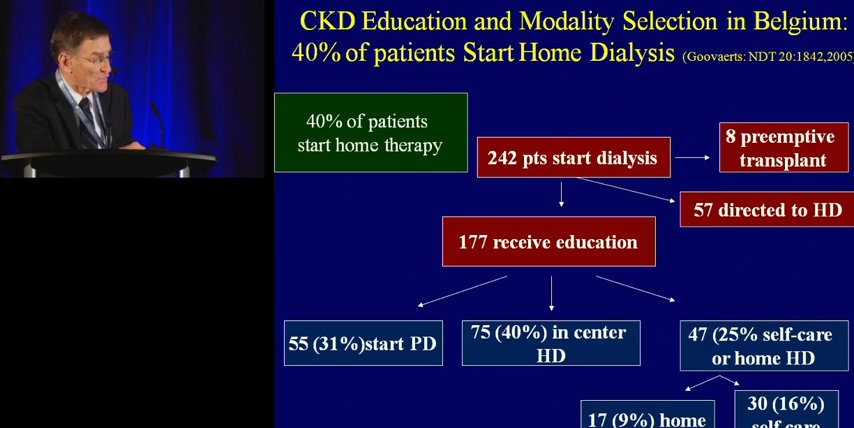 CKD Education and Modality Selection in Belgium:
40% of patients Start Home Dialysis (Goovaerts: NDT 20:1842,2005)
40% of patients
start home therapy
242 pts start dialysis
8 preemptive
transplant
57 directed to HD
177 receive education
55 (31%)start PD
75 (40%) in center
HD
47 (25% self-care
or home HD
17 (9%) home
30 (16%)
self care